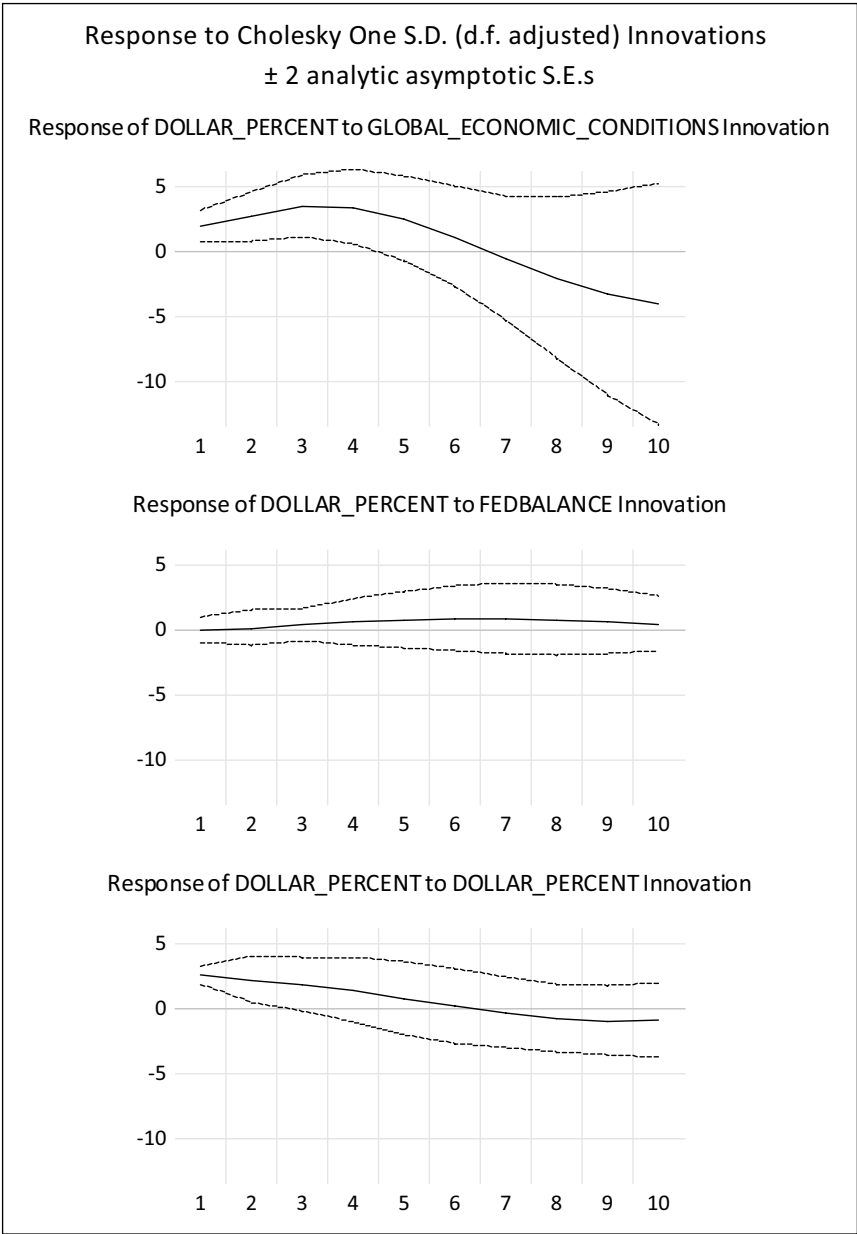 Response to Cholesky One S.D. (d.f. adjusted) Innovations
± 2 analytic asymptotic S.E.s
Response of DOLLAR_PERCENT to GLOBAL_ECONOMIC_CONDITIONS Innovation
5
0
-5
-10
1 2 3 4 5 6 7 8 9 10
Response of DOLLAR_PERCENT to FEDBALANCE Innovation
5
0
-5
-10
1 2 3 4 5 6 7 8 9 10
Response of DOLLAR_PERCENT to DOLLAR_PERCENT Innovation
5
0
-5
-10
1 2 3 4 5 6 7 8 9 10